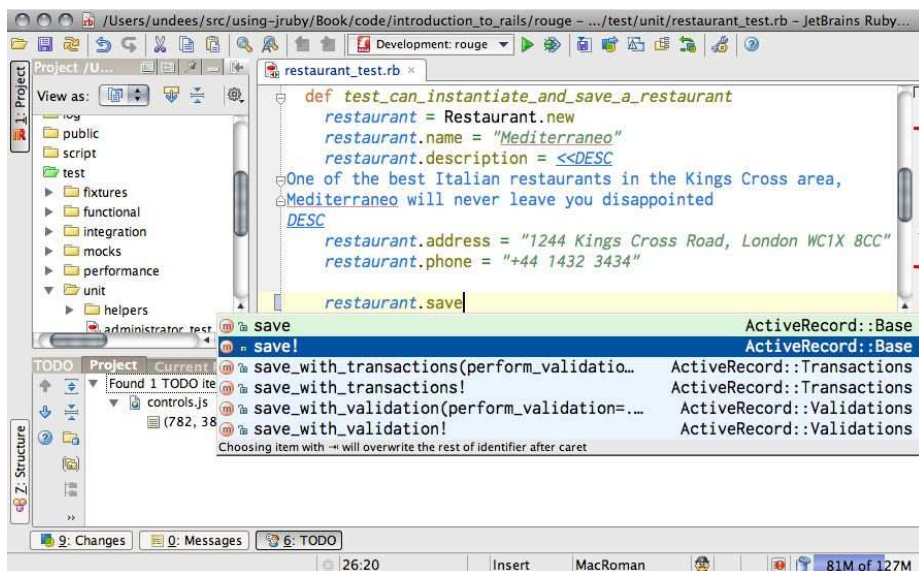 /Users/undees/src/using-jruby/Book/code/introduction_to_rails/rouge – .../test/unit/restaurant_test.rb – JetBrains Ruby...
Development: rouge
1: Project
Project /U...
restaurant_test.rb
View as:
log
public
script
test
fixtures
functional
integration
mocks
performance
unit
helpers
administrator_test
def test_can_instantiate_and_save_a_restaurant
restaurant = Restaurant.new
restaurant.name = "Mediterraneo"
restaurant.description = <<DESC
One of the best Italian restaurants in the Kings Cross area,
Mediterraneo will never leave you disappointed
DESC
restaurant.address = "1244 Kings Cross Road, London WC1X 8CC"
restaurant.phone = "+44 1432 3434"
restaurant.save
save ActiveRecord::Base
save! ActiveRecord::Base
save_with_transactions(perform_validatio... ActiveRecord::Transactions
save_with_transactions! ActiveRecord::Transactions
save_with_validation(perform_validation=.... ActiveRecord::Validations
save_with_validation! ActiveRecord::Validations
Choosing item with ⇥ will overwrite the rest of identifier after caret
TODO Project Current
Found 1 TODO ite
controls.js
(782, 38
Z: Structure
9: Changes
0: Messages
6: TODO
26:20
Insert
MacRoman
81M of 127M